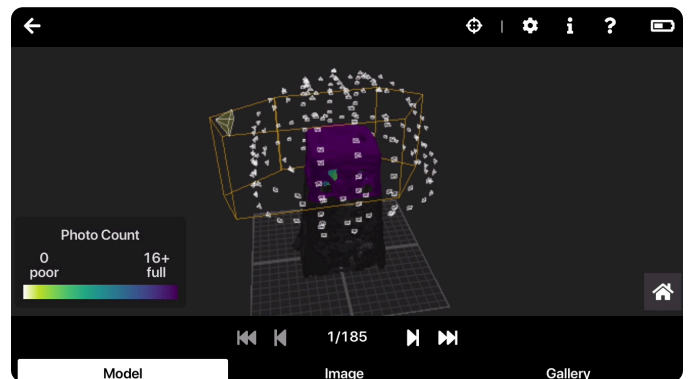 Photo Count
0 16+
poor full
1/185
Model Image Gallery